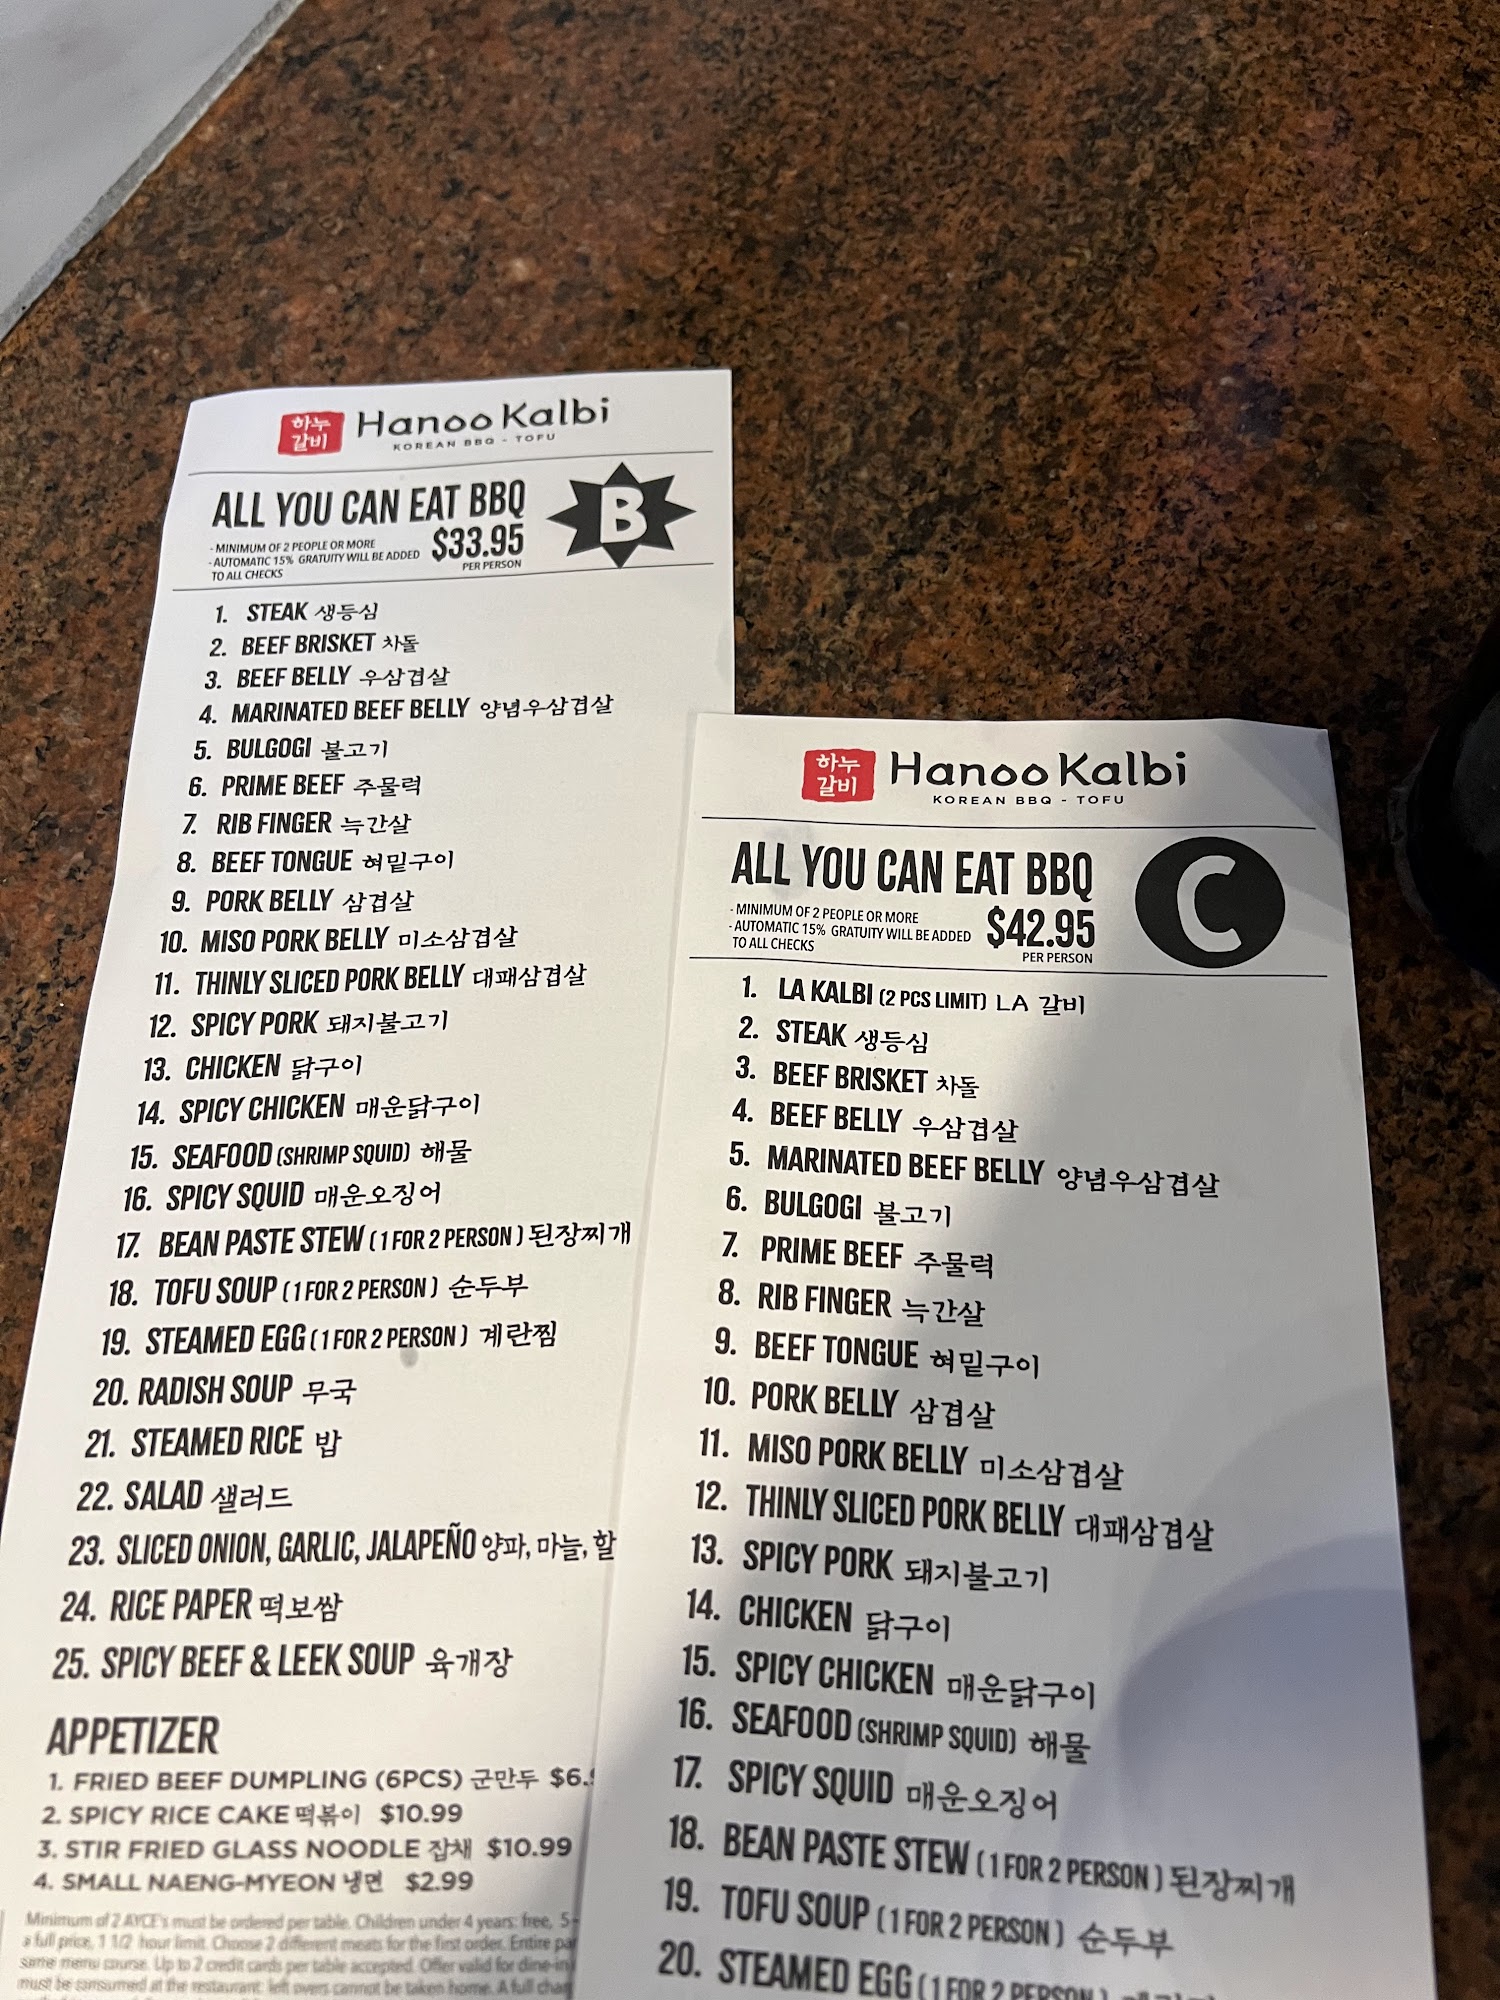 하누
갈비
Hanoo Kalbi
KOREAN BBQ - TOFU
ALL YOU CAN EAT BBQ
B
- MINIMUM OF 2 PEOPLE OR MORE
- AUTOMATIC 15% GRATUITY WILL BE ADDED
TO ALL CHECKS
$33.95
PER PERSON
1. STEAK 생등심
2. BEEF BRISKET 차돌
3. BEEF BELLY 우삼겹살
4. MARINATED BEEF BELLY 양념우삼겹살
5. BULGOGI 불고기
6. PRIME BEEF 주물럭
7. RIB FINGER 늑간살
8. BEEF TONGUE 혀밑구이
9. PORK BELLY 삼겹살
10. MISO PORK BELLY 미소삼겹살
11. THINLY SLICED PORK BELLY 대패삼겹살
12. SPICY PORK 돼지불고기
13. CHICKEN 닭구이
14. SPICY CHICKEN 매운닭구이
15. SEAFOOD (SHRIMP SQUID) 해물
16. SPICY SQUID 매운오징어
17. BEAN PASTE STEW (1 FOR 2 PERSON) 된장찌개
18. TOFU SOUP (1 FOR 2 PERSON) 순두부
19. STEAMED EGG (1 FOR 2 PERSON) 계란찜
20. RADISH SOUP 무국
21. STEAMED RICE 밥
22. SALAD 샐러드
23. SLICED ONION, GARLIC, JALAPEÑO 양파, 마늘, 할
24. RICE PAPER 떡보쌈
25. SPICY BEEF & LEEK SOUP 육개장
APPETIZER
1. FRIED BEEF DUMPLING (6PCS) 군만두 $6.9
2. SPICY RICE CAKE 떡볶이 $10.99
3. STIR FRIED GLASS NOODLE 잡채 $10.99
4. SMALL NAENG-MYEON 냉면 $2.99
Minimum of 2 AYCE's must be ordered per table. Children under 4 years: free, 5-
a full price, 1 1/2 hour limit. Choose 2 different meats for the first order. Entire par
same menu course. Up to 2 credit cards per table accepted. Offer valid for dine-in
must be consumed at the restaurant; left overs cannot be taken home. A full char
하누
갈비
Hanoo Kalbi
KOREAN BBQ - TOFU
ALL YOU CAN EAT BBQ
C
- MINIMUM OF 2 PEOPLE OR MORE
- AUTOMATIC 15% GRATUITY WILL BE ADDED
TO ALL CHECKS
$42.95
PER PERSON
1. LA KALBI (2 PCS LIMIT) LA 갈비
2. STEAK 생등심
3. BEEF BRISKET 차돌
4. BEEF BELLY 우삼겹살
5. MARINATED BEEF BELLY 양념우삼겹살
6. BULGOGI 불고기
7. PRIME BEEF 주물럭
8. RIB FINGER 늑간살
9. BEEF TONGUE 혀밑구이
10. PORK BELLY 삼겹살
11. MISO PORK BELLY 미소삼겹살
12. THINLY SLICED PORK BELLY 대패삼겹살
13. SPICY PORK 돼지불고기
14. CHICKEN 닭구이
15. SPICY CHICKEN 매운닭구이
16. SEAFOOD (SHRIMP SQUID) 해물
17. SPICY SQUID 매운오징어
18. BEAN PASTE STEW (1 FOR 2 PERSON) 된장찌개
19. TOFU SOUP (1 FOR 2 PERSON) 순두부
20. STEAMED EGG (1 FOR 2 PERSON)